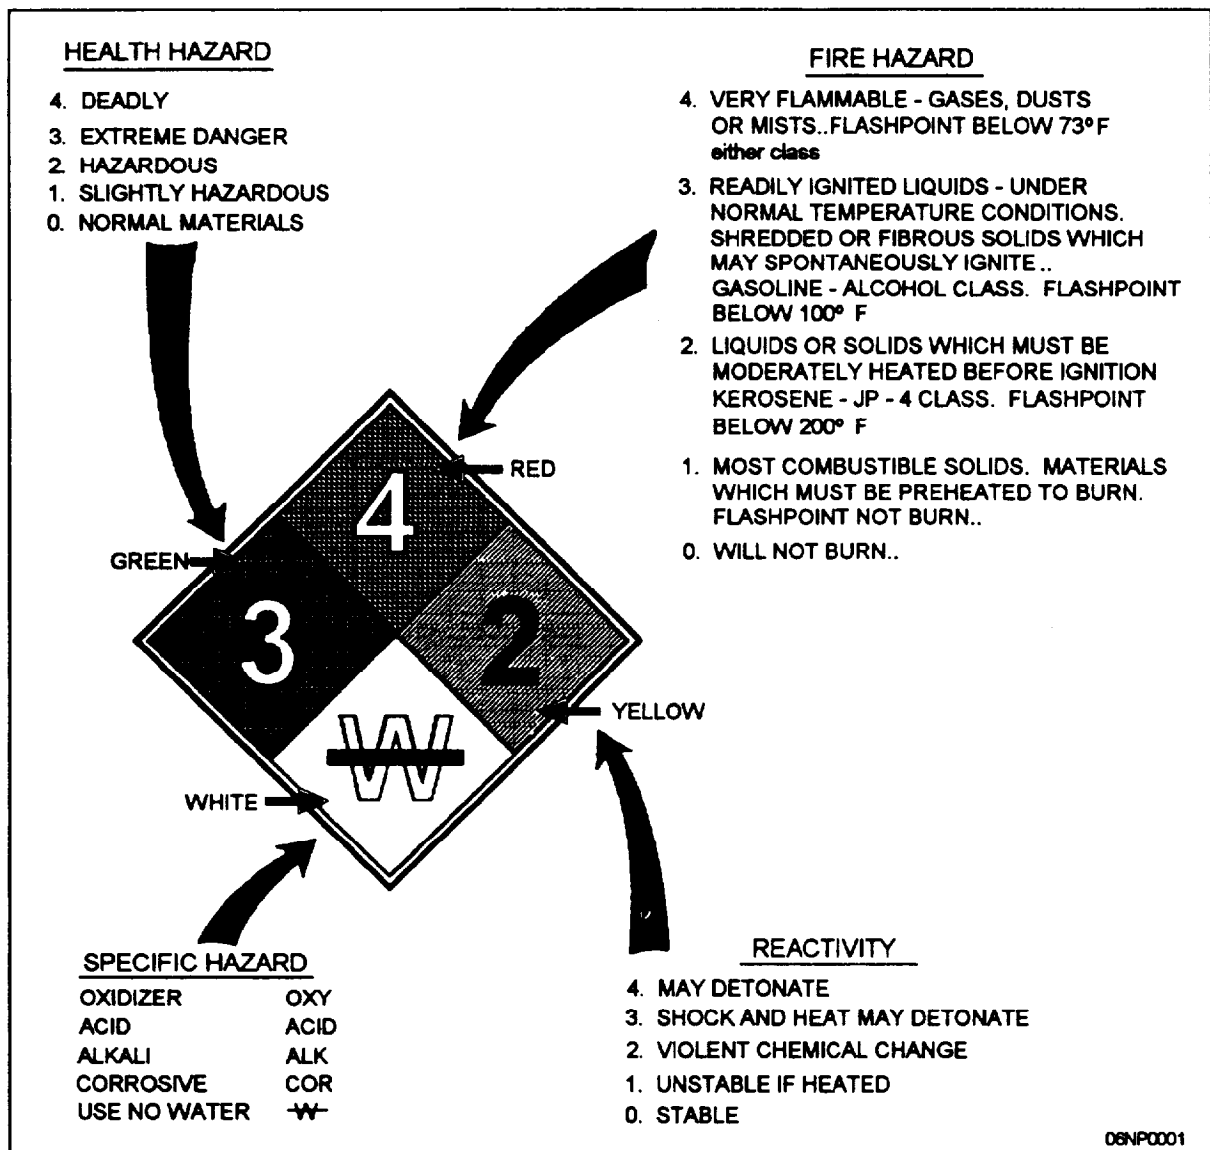 HEALTH HAZARD
4. DEADLY
3. EXTREME DANGER
2. HAZARDOUS
1. SLIGHTLY HAZARDOUS
0. NORMAL MATERIALS
FIRE HAZARD
4. VERY FLAMMABLE - GASES, DUSTS
OR MISTS..FLASHPOINT BELOW 73º F
either class
3. READILY IGNITED LIQUIDS - UNDER
NORMAL TEMPERATURE CONDITIONS.
SHREDDED OR FIBROUS SOLIDS WHICH
MAY SPONTANEOUSLY IGNITE ..
GASOLINE - ALCOHOL CLASS. FLASHPOINT
BELOW 100º F
2. LIQUIDS OR SOLIDS WHICH MUST BE
MODERATELY HEATED BEFORE IGNITION
KEROSENE - JP - 4 CLASS. FLASHPOINT
BELOW 200º F
1. MOST COMBUSTIBLE SOLIDS. MATERIALS
WHICH MUST BE PREHEATED TO BURN.
FLASHPOINT NOT BURN..
0. WILL NOT BURN..
RED
4
GREEN
3
2
YELLOW
W
WHITE
SPECIFIC HAZARD
OXIDIZER OXY
ACID ACID
ALKALI ALK
CORROSIVE COR
USE NO WATER W
REACTIVITY
4. MAY DETONATE
3. SHOCK AND HEAT MAY DETONATE
2. VIOLENT CHEMICAL CHANGE
1. UNSTABLE IF HEATED
0. STABLE
06NP0001